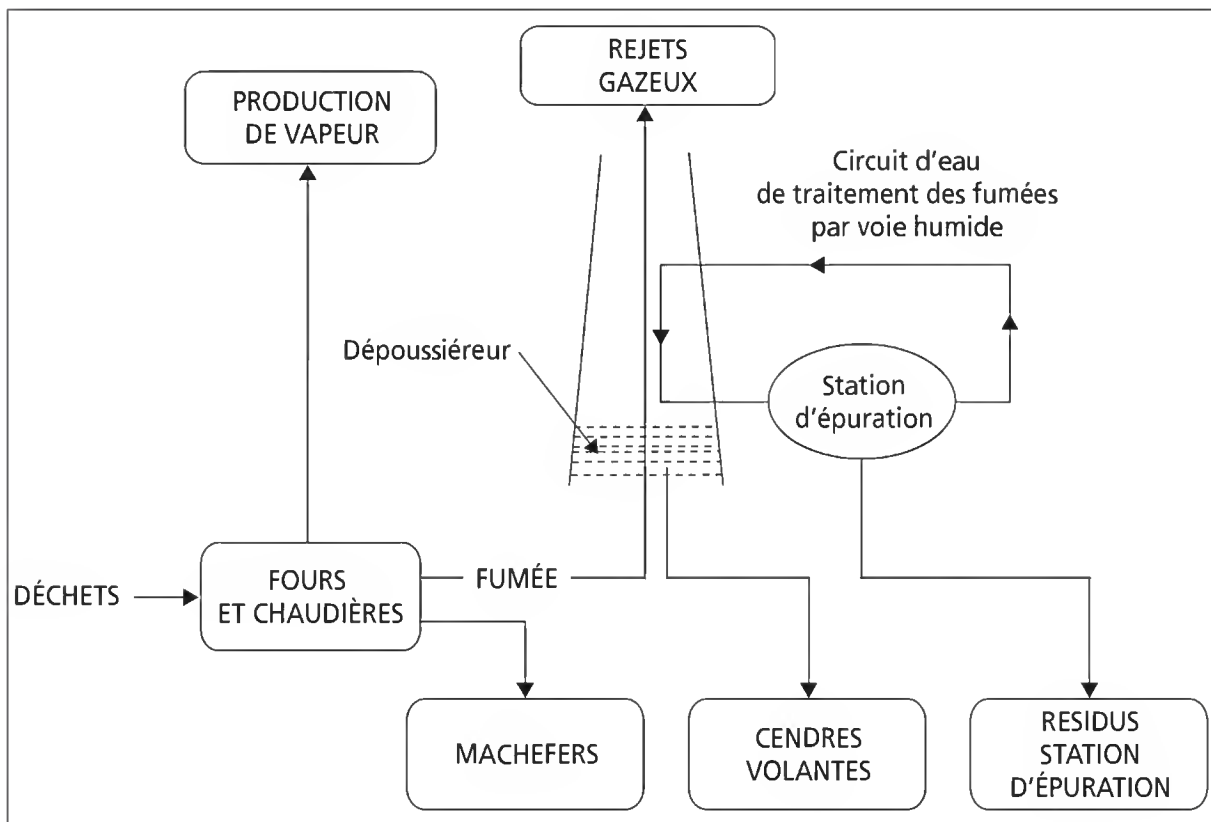 REJETS
GAZEUX
PRODUCTION
DE VAPEUR
Circuit d'eau
de traitement des fumées
par voie humide
Dépoussiéreur
Station
d'épuration
DÉCHETS
FOURS
ET CHAUDIÈRES
FUMÉE
MACHEFERS
CENDRES
VOLANTES
RESIDUS
STATION
D'ÉPURATION